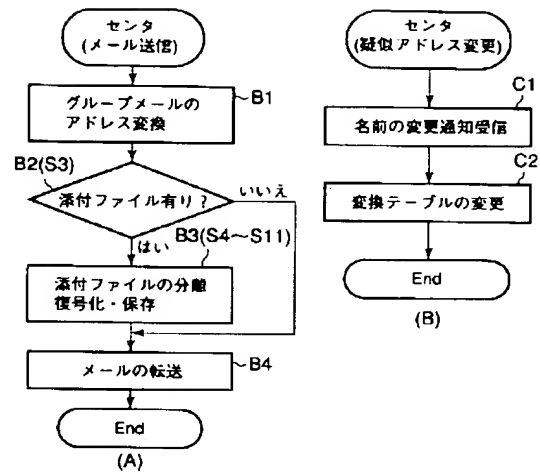 センタ
(メール送信)
グループメールの
アドレス変換
B1
B2(S3)
添付ファイル有り?
いいえ
はい
B3(S4～S11)
添付ファイルの分離
復号化・保存
メールの転送
B4
End
(A)
センタ
(疑似アドレス変更)
C1
名前の変更通知受信
C2
変換テーブルの変更
End
(B)